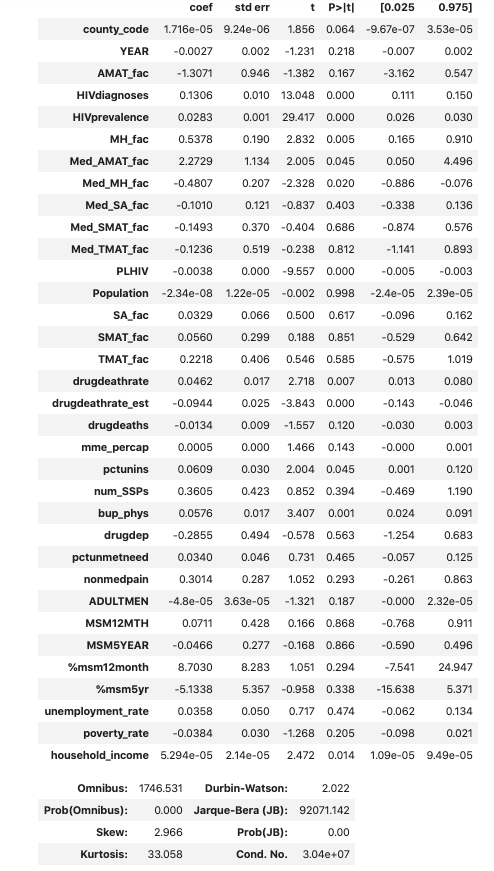 coef std err t P>|t| [0.025 0.975]
county_code 1.716e-05 9.24e-06 1.856 0.064 -9.67e-07 3.53e-05
YEAR -0.0027 0.002 -1.231 0.218 -0.007 0.002
AMAT_fac -1.3071 0.946 -1.382 0.167 -3.162 0.547
HIVdiagnoses 0.1306 0.010 13.048 0.000 0.111 0.150
HIVprevalence 0.0283 0.001 29.417 0.000 0.026 0.030
MH_fac 0.5378 0.190 2.832 0.005 0.165 0.910
Med_AMAT_fac 2.2729 1.134 2.005 0.045 0.050 4.496
Med_MH_fac -0.4807 0.207 -2.328 0.020 -0.886 -0.076
Med_SA_fac -0.1010 0.121 -0.837 0.403 -0.338 0.136
Med_SMAT_fac -0.1493 0.370 -0.404 0.686 -0.874 0.576
Med_TMAT_fac -0.1236 0.519 -0.238 0.812 -1.141 0.893
PLHIV -0.0038 0.000 -9.557 0.000 -0.005 -0.003
Population -2.34e-08 1.22e-05 -0.002 0.998 -2.4e-05 2.39e-05
SA_fac 0.0329 0.066 0.500 0.617 -0.096 0.162
SMAT_fac 0.0560 0.299 0.188 0.851 -0.529 0.642
TMAT_fac 0.2218 0.406 0.546 0.585 -0.575 1.019
drugdeathrate 0.0462 0.017 2.718 0.007 0.013 0.080
drugdeathrate_est -0.0944 0.025 -3.843 0.000 -0.143 -0.046
drugdeaths -0.0134 0.009 -1.557 0.120 -0.030 0.003
mme_percap 0.0005 0.000 1.466 0.143 -0.000 0.001
pctunins 0.0609 0.030 2.004 0.045 0.001 0.120
num_SSPs 0.3605 0.423 0.852 0.394 -0.469 1.190
bup_phys 0.0576 0.017 3.407 0.001 0.024 0.091
drugdep -0.2855 0.494 -0.578 0.563 -1.254 0.683
pctunmetneed 0.0340 0.046 0.731 0.465 -0.057 0.125
nonmedpain 0.3014 0.287 1.052 0.293 -0.261 0.863
ADULTMEN -4.8e-05 3.63e-05 -1.321 0.187 -0.000 2.32e-05
MSM12MTH 0.0711 0.428 0.166 0.868 -0.768 0.911
MSM5YEAR -0.0466 0.277 -0.168 0.866 -0.590 0.496
%msm12month 8.7030 8.283 1.051 0.294 -7.541 24.947
%msm5yr -5.1338 5.357 -0.958 0.338 -15.638 5.371
unemployment_rate 0.0358 0.050 0.717 0.474 -0.062 0.134
poverty_rate -0.0384 0.030 -1.268 0.205 -0.098 0.021
household_income 5.294e-05 2.14e-05 2.472 0.014 1.09e-05 9.49e-05
Omnibus: 1746.531 Durbin-Watson: 2.022
Prob(Omnibus): 0.000 Jarque-Bera (JB): 92071.142
Skew: 2.966 Prob(JB): 0.00
Kurtosis: 33.058 Cond. No. 3.04e+07